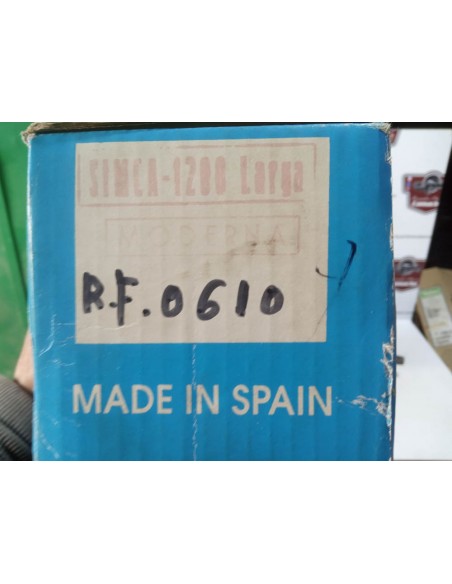 SIMCA-1200 Larga
MODERNA
R.F. 0610
MADE IN SPAIN